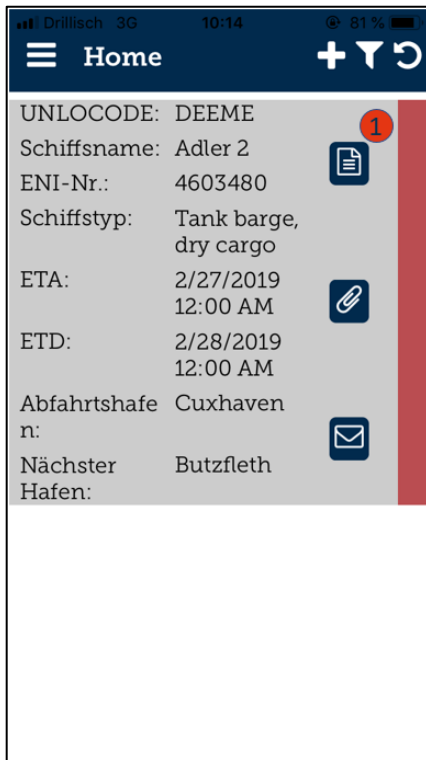 Drillisch 3G 10:14 81 %
Home
UNLOCODE: DEEME
1
Schiffsname: Adler 2
ENI-Nr.: 4603480
Schiffstyp: Tank barge,
dry cargo
ETA: 2/27/2019
12:00 AM
ETD: 2/28/2019
12:00 AM
Abfahrtshafe Cuxhaven
n:
Nächster Butzfleth
Hafen: